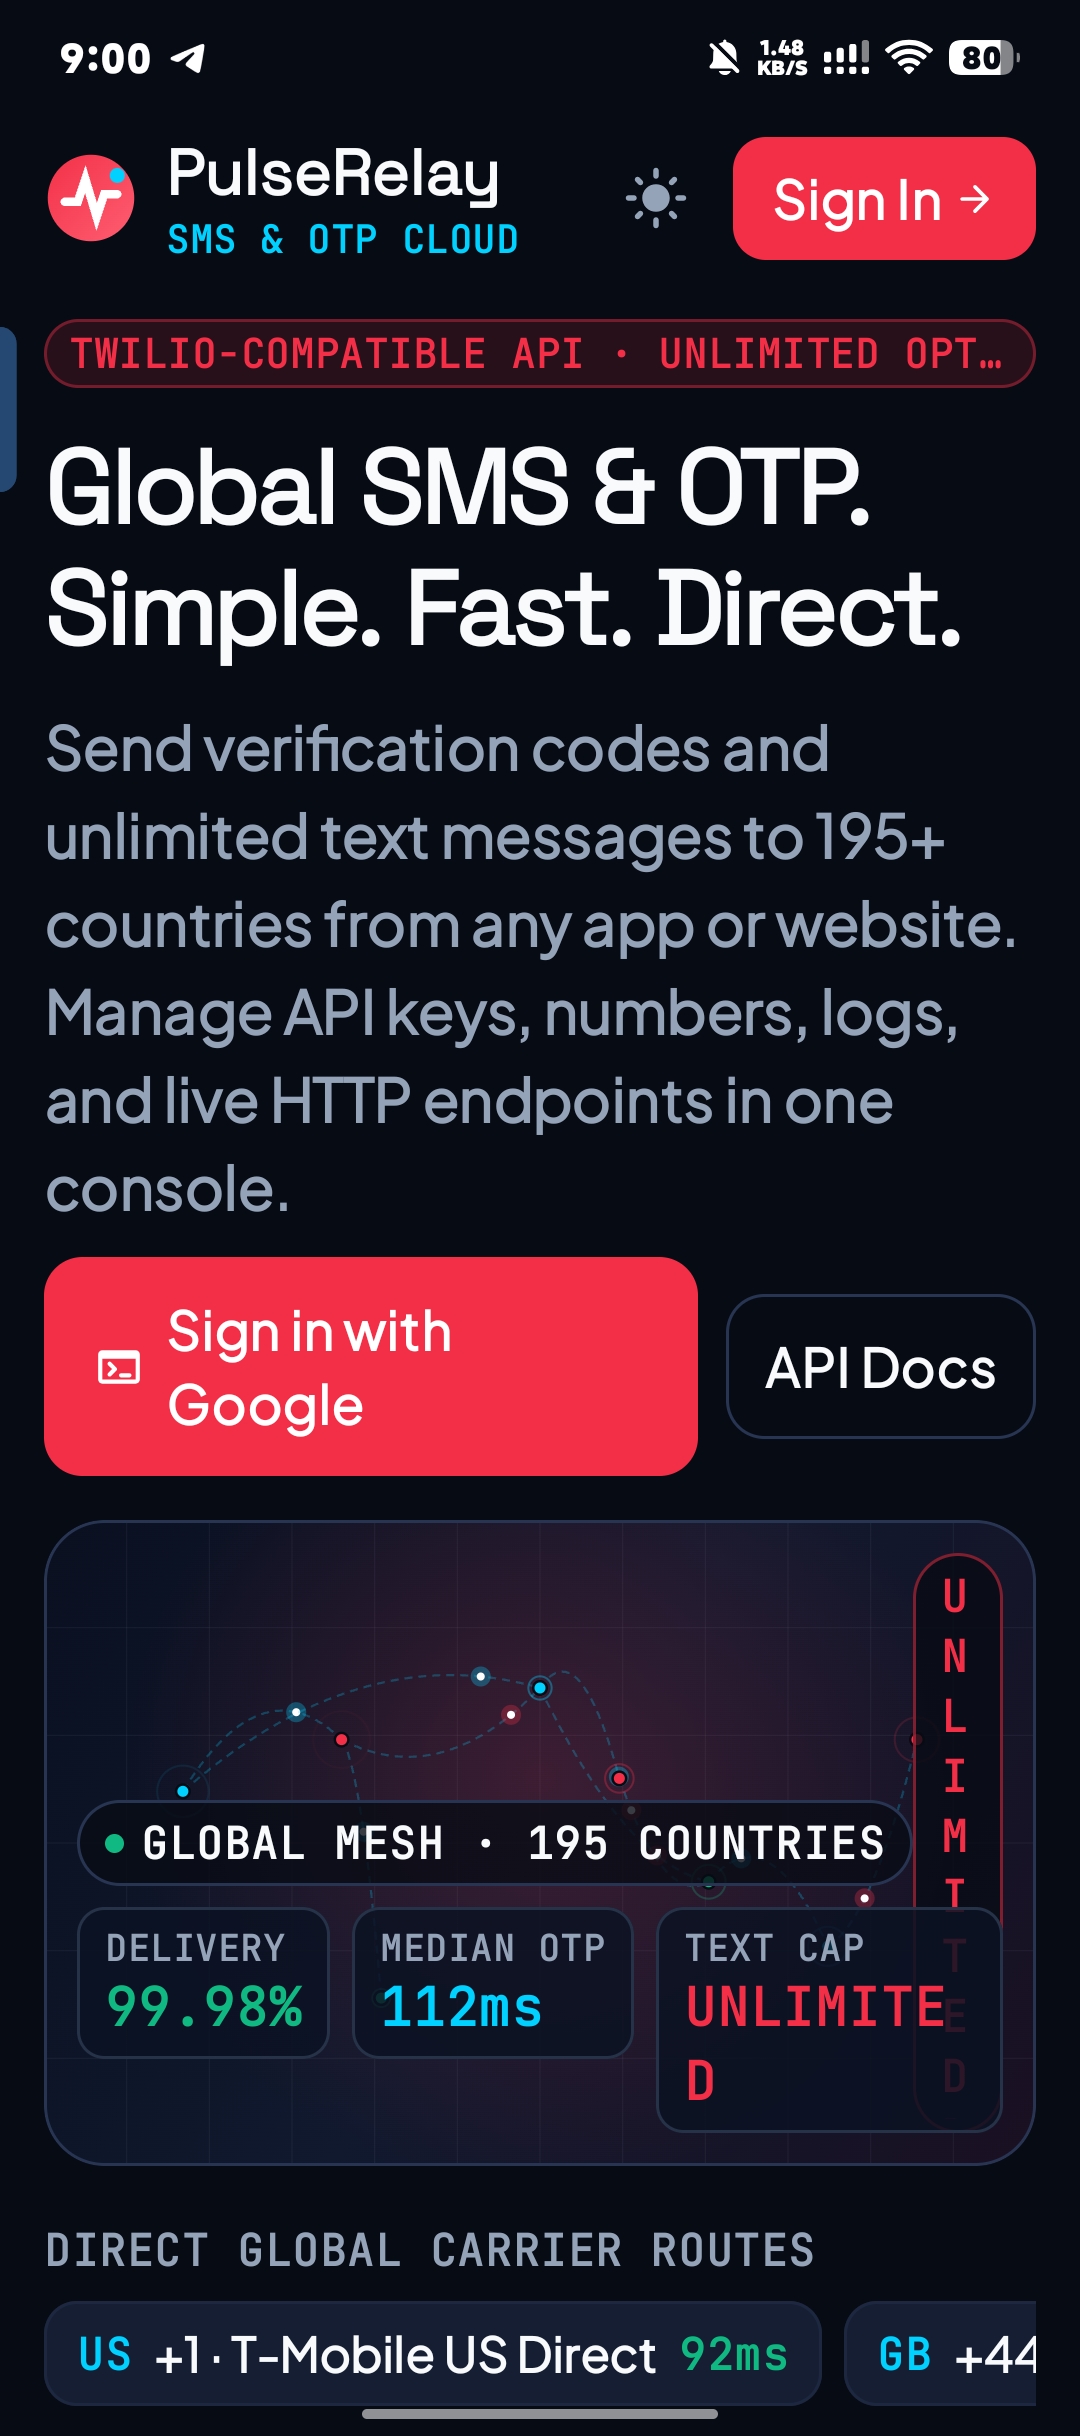 9:00
1.48
KB/S
80
PulseRelay
SMS & OTP CLOUD
Sign In →
TWILIO-COMPATIBLE API · UNLIMITED OPT…
Global SMS & OTP.
Simple. Fast. Direct.
Send verification codes and
unlimited text messages to 195+
countries from any app or website.
Manage API keys, numbers, logs,
and live HTTP endpoints in one
console.
Sign in with
Google
API Docs
UNLIMITED
GLOBAL MESH · 195 COUNTRIES
DELIVERY
99.98%
MEDIAN OTP
112ms
TEXT CAP
UNLIMITE
D
DIRECT GLOBAL CARRIER ROUTES
US +1 · T-Mobile US Direct 92ms
GB +44